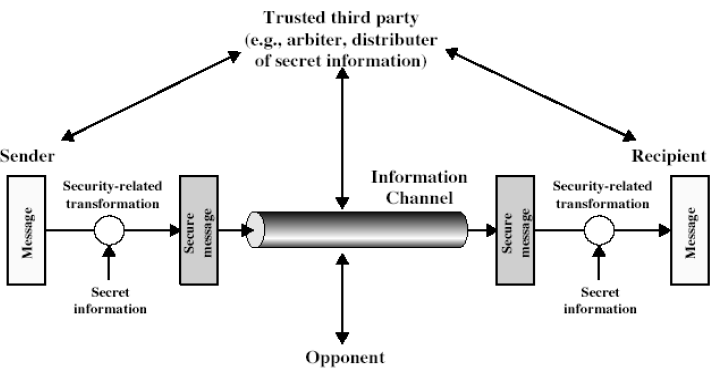 Trusted third party
(e.g., arbiter, distributer
of secret information)
Sender
Recipient
Information
Channel
Security-related
transformation
Security-related
transformation
Message
Secure
message
Secure
message
Message
Secret
information
Secret
information
Opponent